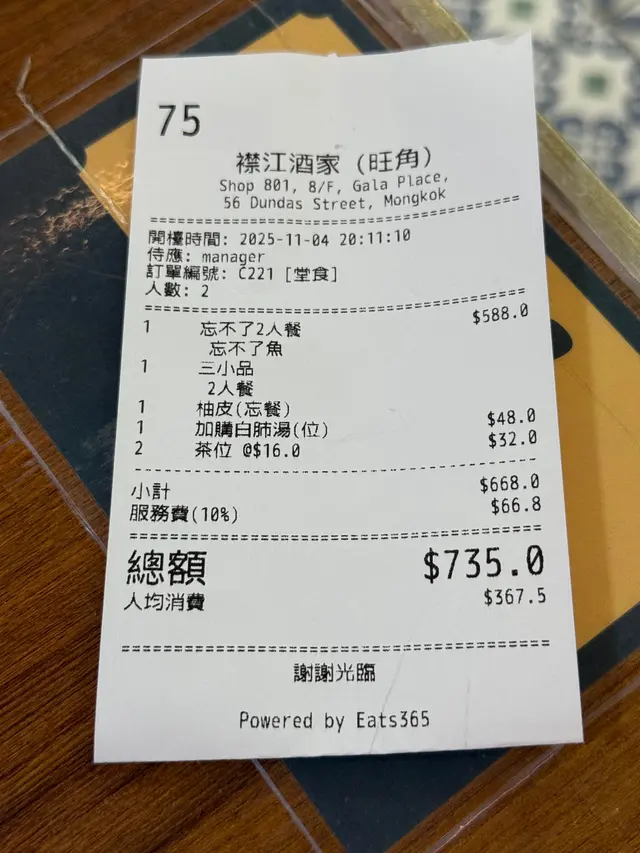 75
襟江酒家 (旺角)
Shop 801, 8/F, Gala Place,
56 Dundas Street, Mongkok
開檯時間: 2025-11-04 20:11:10
侍應: manager
訂單編號: C221 [堂食]
人數: 2
1 忘不了2人餐 $588.0
忘不了魚
1 三小品
2人餐
1 柚皮(忘餐)
1 加購白肺湯(位) $48.0
2 茶位 @$16.0 $32.0
小計 $668.0
服務費(10%) $66.8
總額 $735.0
人均消費 $367.5
謝謝光臨
Powered by Eats365